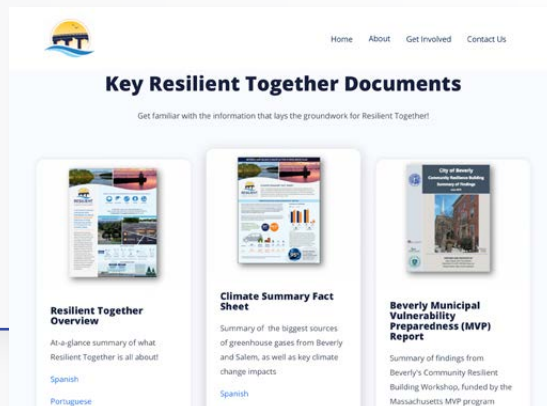 Home About Get Involved Contact Us
Key Resilient Together Documents
Get familiar with the information that lays the groundwork for Resilient Together!
RESILIENT
City of Beverly
Community Resilience Building
Summary of Findings
Resilient Together
Overview
At-a-glance summary of what
Resilient Together is all about!
Spanish
Portuguese
Climate Summary Fact
Sheet
Summary of the biggest sources
of greenhouse gases from Beverly
and Salem, as well as key climate
change impacts
Spanish
Beverly Municipal
Vulnerability
Preparedness (MVP)
Report
Summary of findings from
Beverly's Community Resilient
Building Workshop, funded by the
Massachusetts MVP program